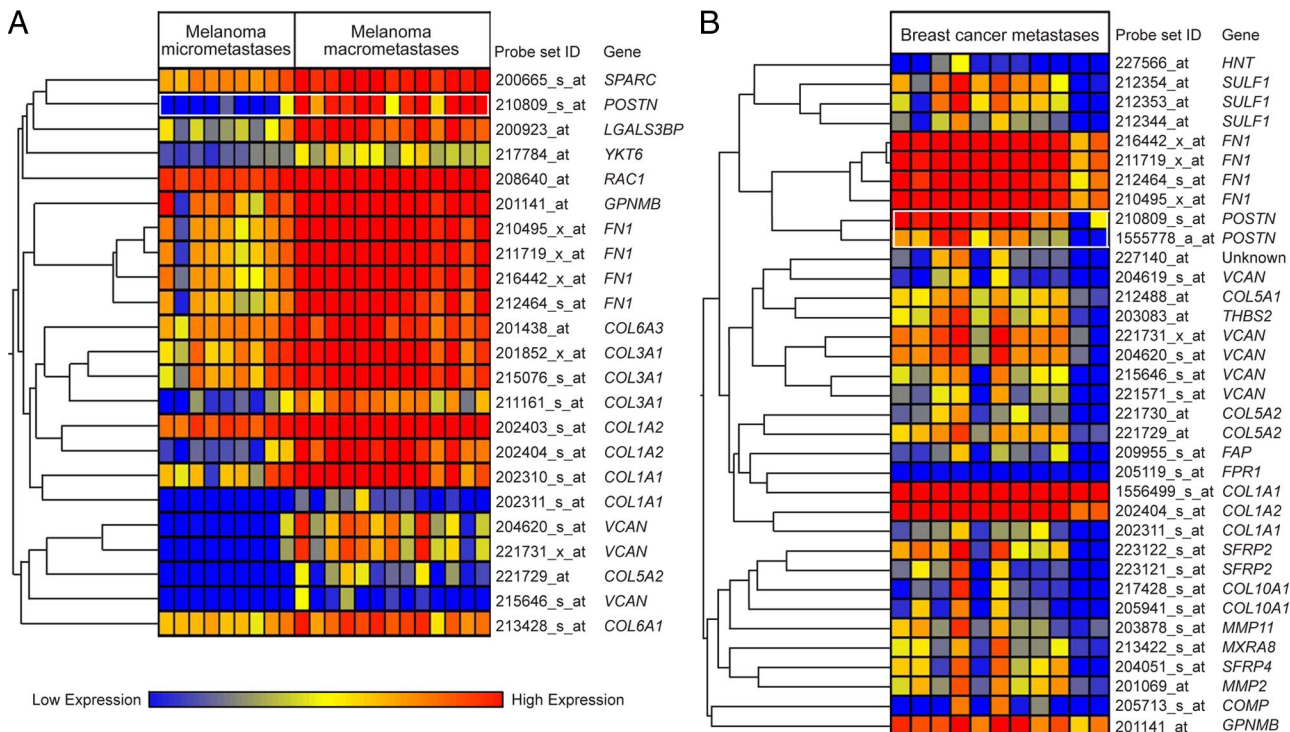 A
Melanoma micrometastases
Melanoma macrometastases
Probe set ID Gene
200665_s_at SPARC
210809_s_at POSTN
200923_at LGALS3BP
217784_at YKT6
208640_at RAC1
201141_at GPNMB
210495_x_at FN1
211719_x_at FN1
216442_x_at FN1
212464_s_at FN1
201438_at COL6A3
201852_x_at COL3A1
215076_s_at COL3A1
211161_s_at COL3A1
202403_s_at COL1A2
202404_s_at COL1A2
202310_s_at COL1A1
202311_s_at COL1A1
204620_s_at VCAN
221731_x_at VCAN
221729_at COL5A2
215646_s_at VCAN
213428_s_at COL6A1
Low Expression High Expression
B
Breast cancer metastases
Probe set ID Gene
227566_at HNT
212354_at SULF1
212353_at SULF1
212344_at SULF1
216442_x_at FN1
211719_x_at FN1
212464_s_at FN1
210495_x_at FN1
210809_s_at POSTN
1555778_a_at POSTN
227140_at Unknown
204619_s_at VCAN
212488_at COL5A1
203083_at THBS2
221731_x_at VCAN
204620_s_at VCAN
215646_s_at VCAN
221571_s_at VCAN
221730_at COL5A2
221729_at COL5A2
209955_s_at FAP
205119_s_at FPR1
1556499_s_at COL1A1
202404_s_at COL1A2
202311_s_at COL1A1
223122_s_at SFRP2
223121_s_at SFRP2
217428_s_at COL10A1
205941_s_at COL10A1
203878_s_at MMP11
213422_s_at MXRA8
204051_s_at SFRP4
201069_at MMP2
205713_s_at COMP
201141_at GPNMB